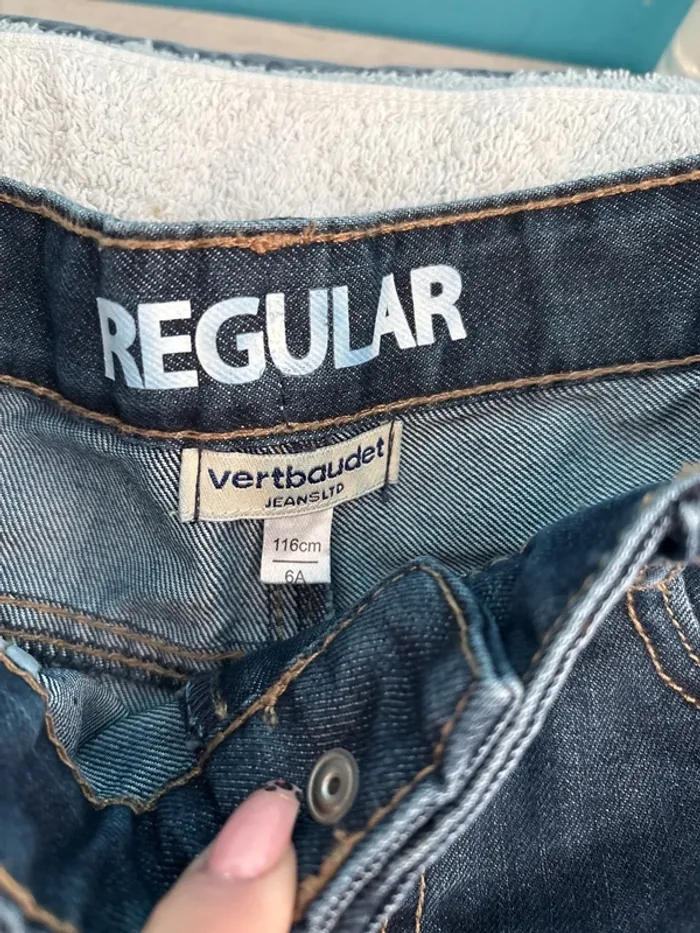 REGULAR
vertbaudet
JEANSLTD
116cm
6A